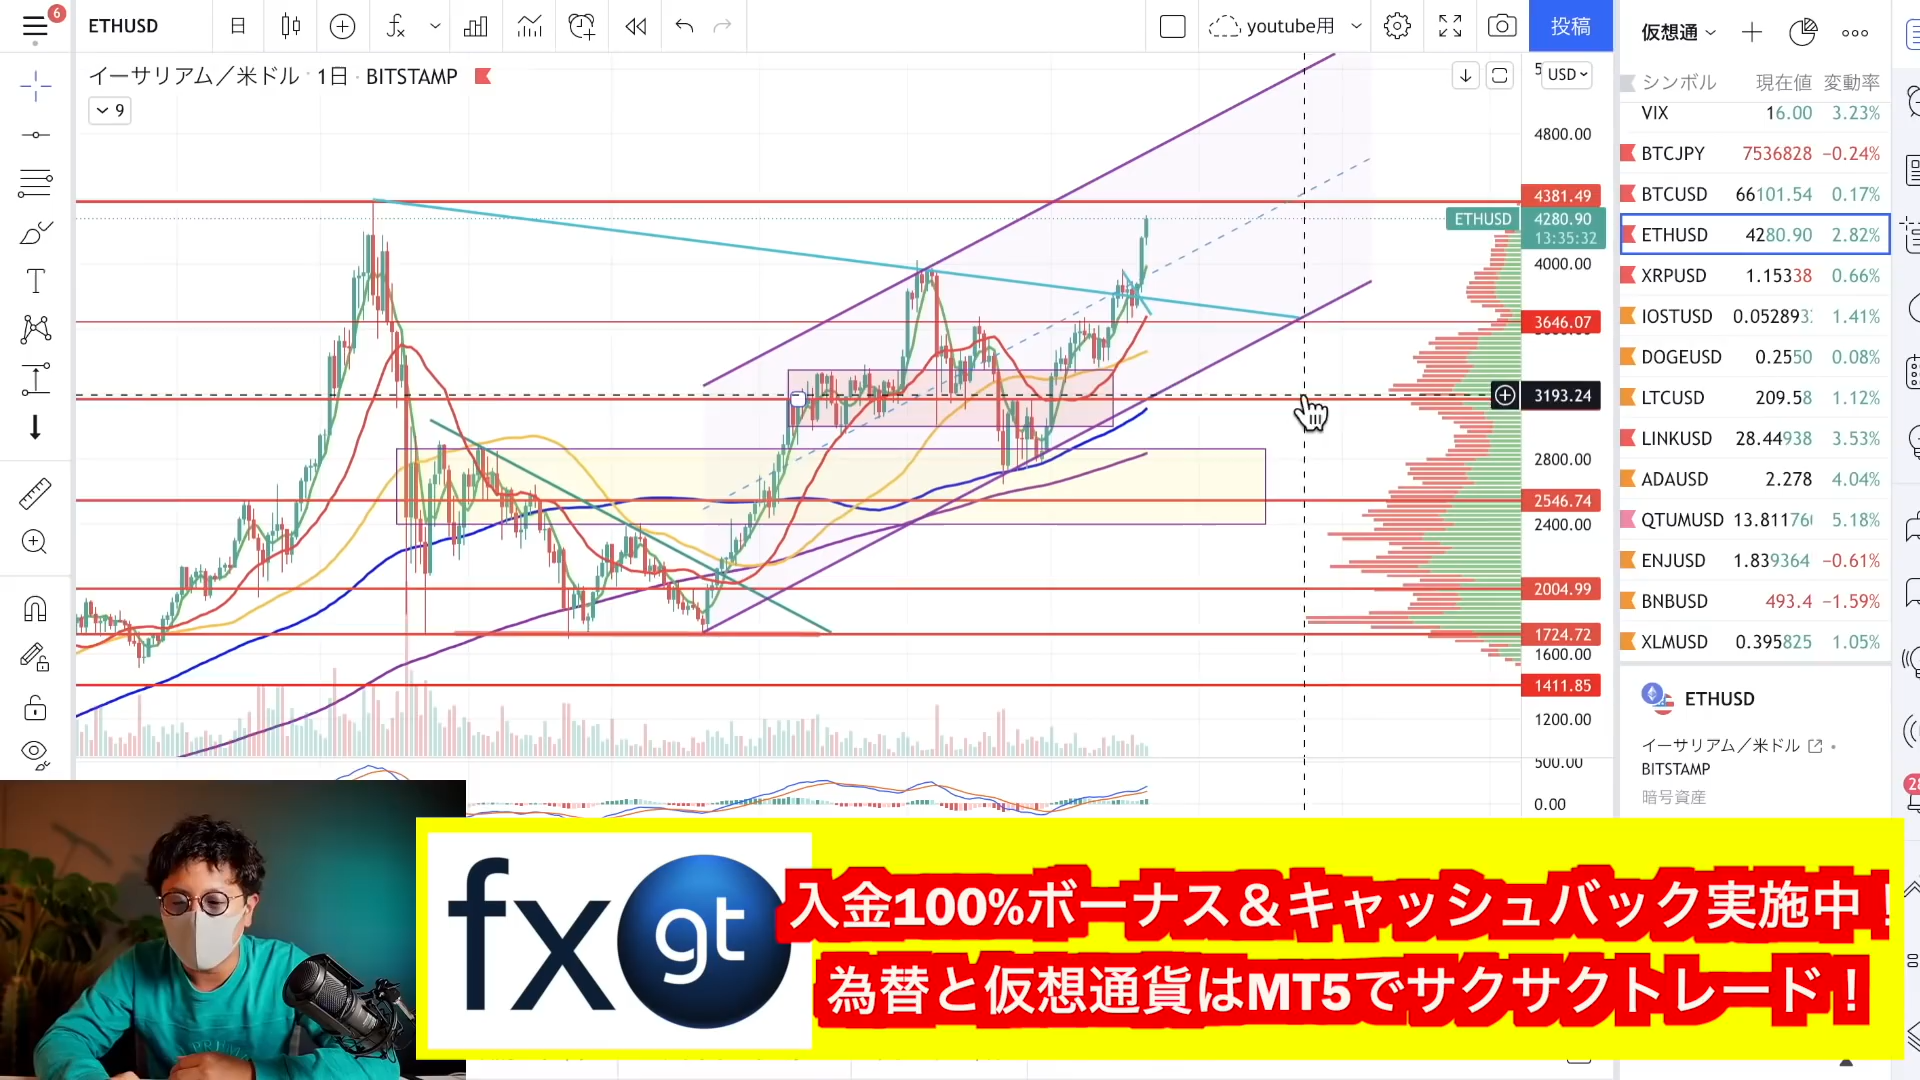 6
ETHUSD
日
youtube用
投稿
イーサリアム／米ドル · 1日 · BITSTAMP
9
USD
4800.00
4381.49
ETHUSD
4280.90
13:35:32
4000.00
3646.07
3193.24
2800.00
2546.74
2400.00
2004.99
1724.72
1600.00
1411.85
1200.00
500.00
0.00
仮想通
シンボル 現在値 変動率
VIX 16.00 3.23%
BTCJPY 7536828 −0.24%
BTCUSD 66101.54 0.17%
ETHUSD 4280.90 2.82%
XRPUSD 1.15338 0.66%
IOSTUSD 0.052893 1.41%
DOGEUSD 0.2550 0.08%
LTCUSD 209.58 1.12%
LINKUSD 28.44938 3.53%
ADAUSD 2.278 4.04%
QTUMUSD 13.81176 5.18%
ENJUSD 1.839364 −0.61%
BNBUSD 493.4 −1.59%
XLMUSD 0.395825 1.05%
ETHUSD
イーサリアム／米ドル
BITSTAMP
暗号資産
fxgt
入金100%ボーナス＆キャッシュバック実施中！
為替と仮想通貨はMT5でサクサクトレード！